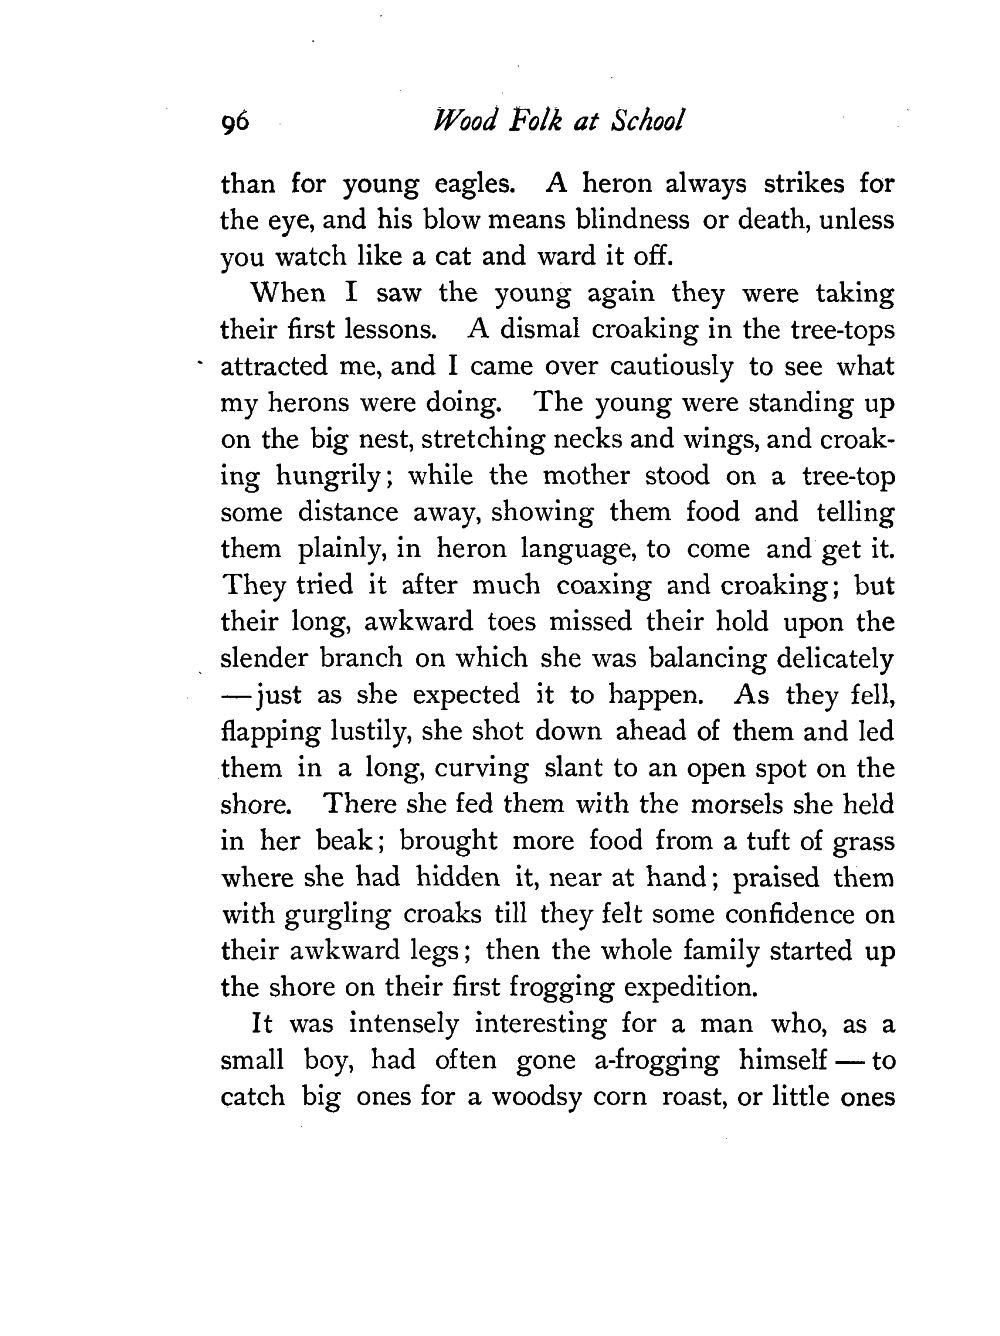 96 Wood Folk at School
than for young eagles. A heron always strikes for
the eye, and his blow means blindness or death, unless
you watch like a cat and ward it off.
When I saw the young again they were taking
their first lessons. A dismal croaking in the tree-tops
attracted me, and I came over cautiously to see what
my herons were doing. The young were standing up
on the big nest, stretching necks and wings, and croak-
ing hungrily; while the mother stood on a tree-top
some distance away, showing them food and telling
them plainly, in heron language, to come and get it.
They tried it after much coaxing and croaking; but
their long, awkward toes missed their hold upon the
slender branch on which she was balancing delicately
—just as she expected it to happen. As they fell,
flapping lustily, she shot down ahead of them and led
them in a long, curving slant to an open spot on the
shore. There she fed them with the morsels she held
in her beak; brought more food from a tuft of grass
where she had hidden it, near at hand; praised them
with gurgling croaks till they felt some confidence on
their awkward legs; then the whole family started up
the shore on their first frogging expedition.
It was intensely interesting for a man who, as a
small boy, had often gone a-frogging himself — to
catch big ones for a woodsy corn roast, or little ones